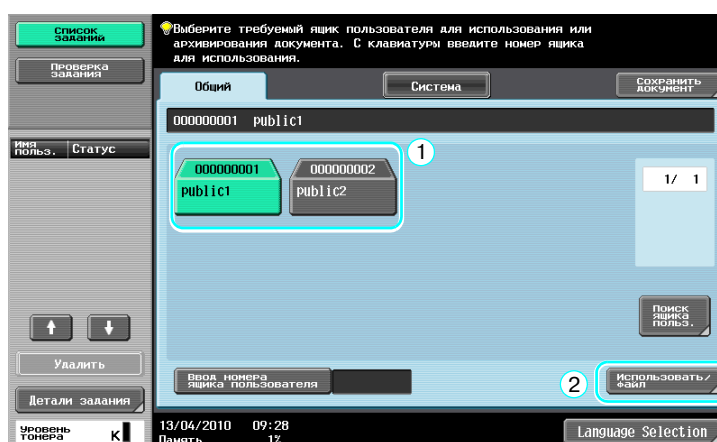 Список
заданий
Проверка
задания
Имя
польз.
Статус
Удалить
Детали задания
Уровень
тонера
K
Выберите требуемый ящик пользователя для использования или
архивирования документа. С клавиатуры введите номер ящика
для использования.
Общий
Система
Сохранить
документ
000000001 public1
1
000000001
public1
000000002
public2
1/ 1
Поиск
ящика
польз.
Ввод номера
ящика пользователя
2
Использовать/
файл
13/04/2010 09:28
Память 1%
Language Selection